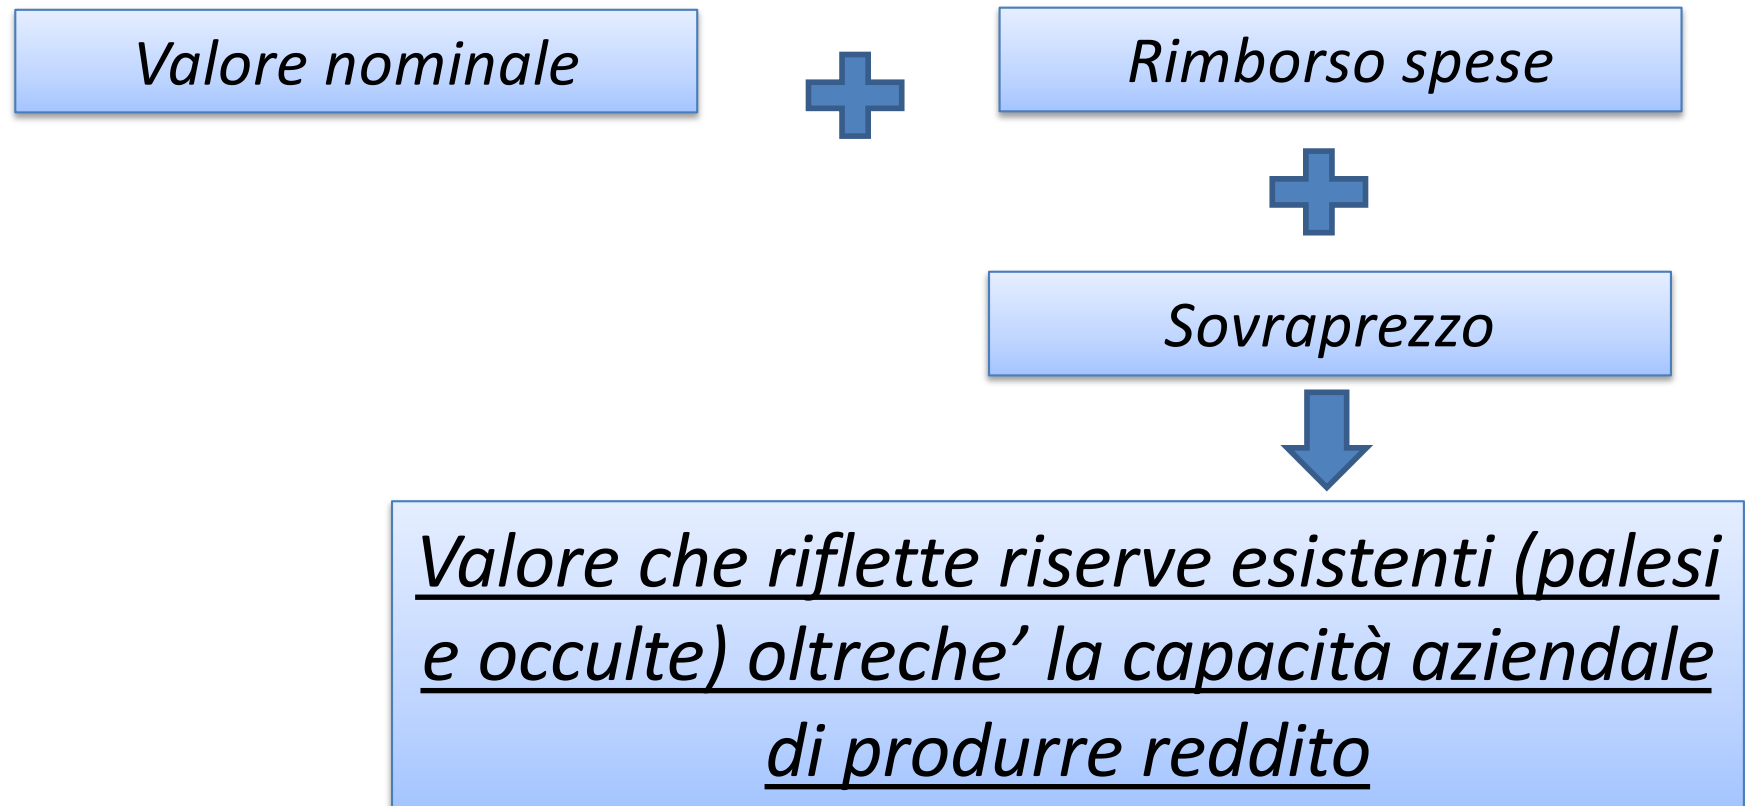 Valore nominale
Rimborso spese
Sovraprezzo
Valore che riflette riserve esistenti (palesi
e occulte) oltreche’ la capacità aziendale
di produrre reddito